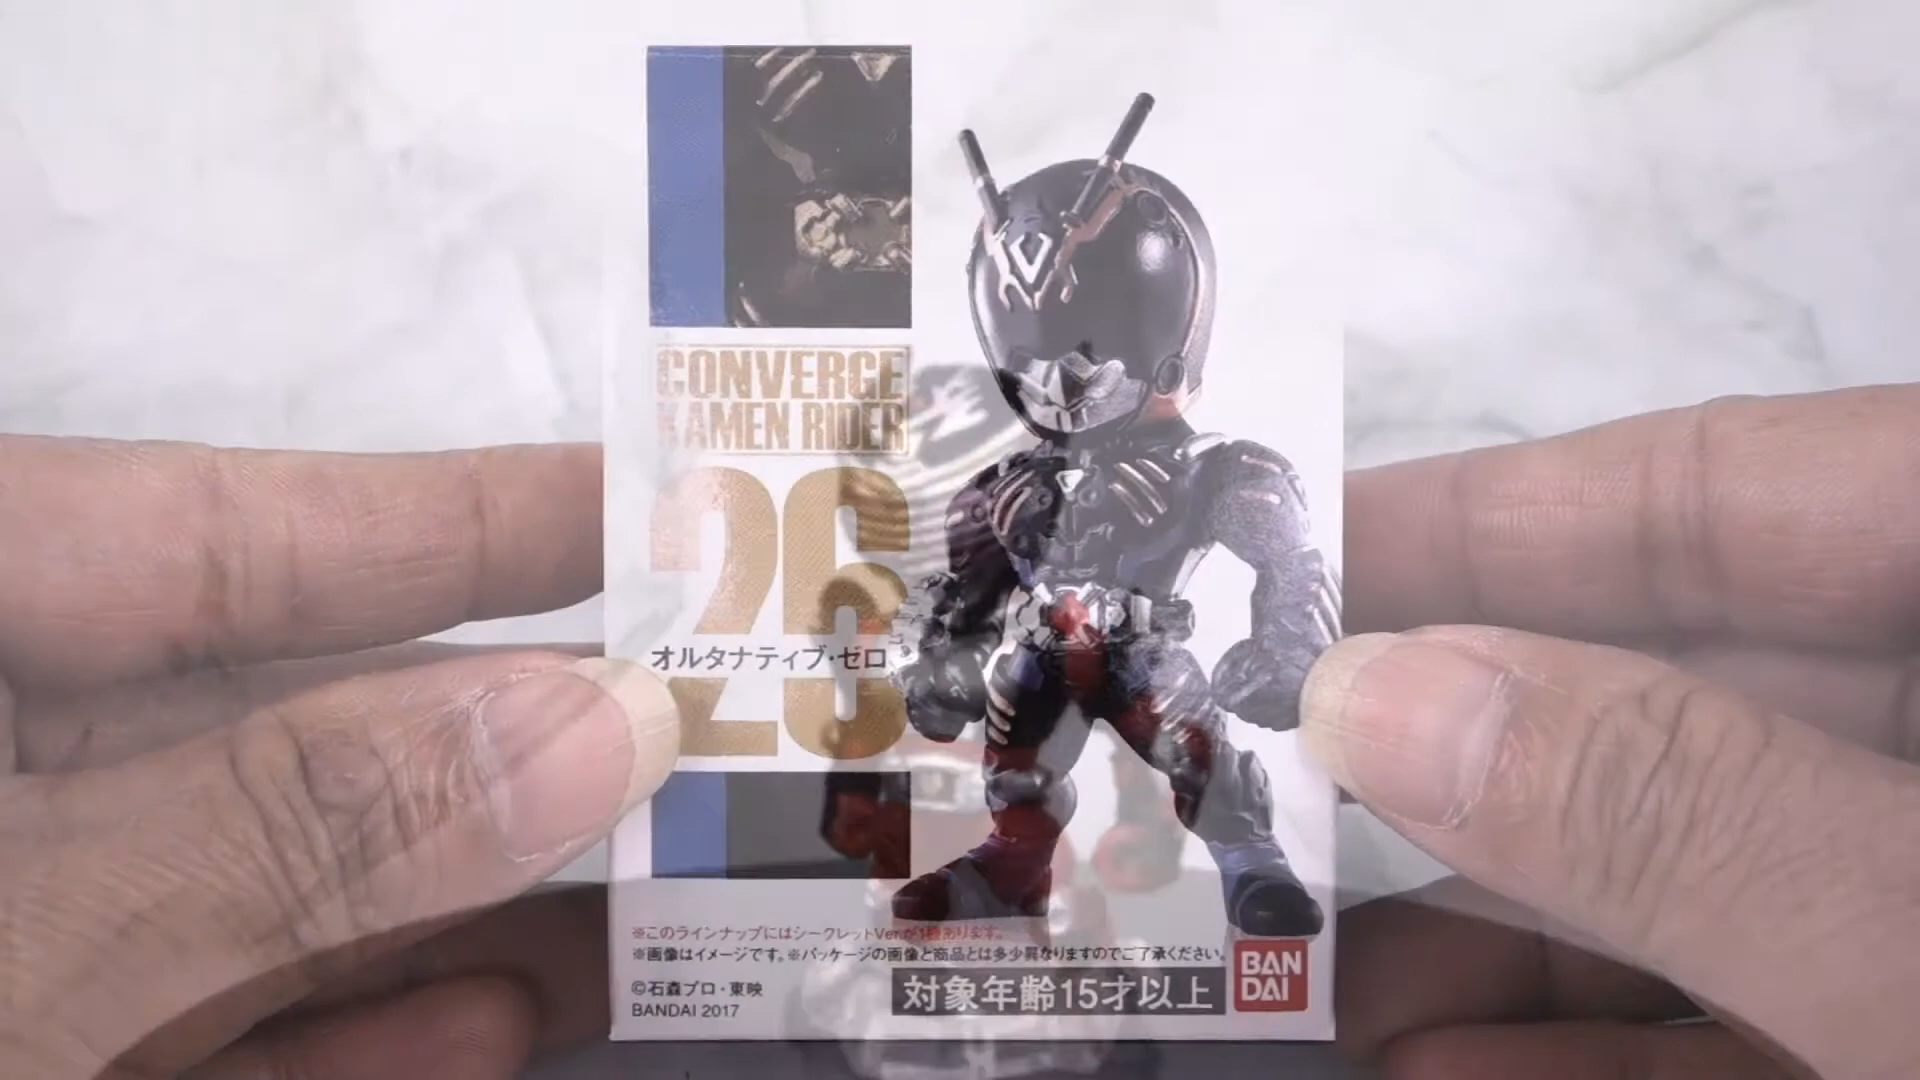 CONVERGE
KAMEN RIDER
26
オルタナティブ・ゼロ
※このラインナップにはシークレットVer.が1種あります。
※画像はイメージです。※パッケージの画像と商品とは多少異なりますのでご了承ください。
©石森プロ・東映
BANDAI 2017
対象年齢15才以上
BAN
DAI